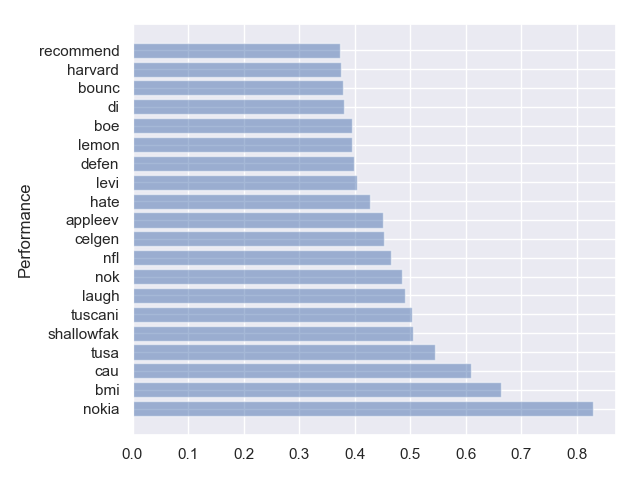 recommend
harvard
bounc
di
boe
lemon
defen
levi
hate
appleev
celgen
nfl
nok
laugh
tuscani
shallowfak
tusa
cau
bmi
nokia
Performance
0.0 0.1 0.2 0.3 0.4 0.5 0.6 0.7 0.8